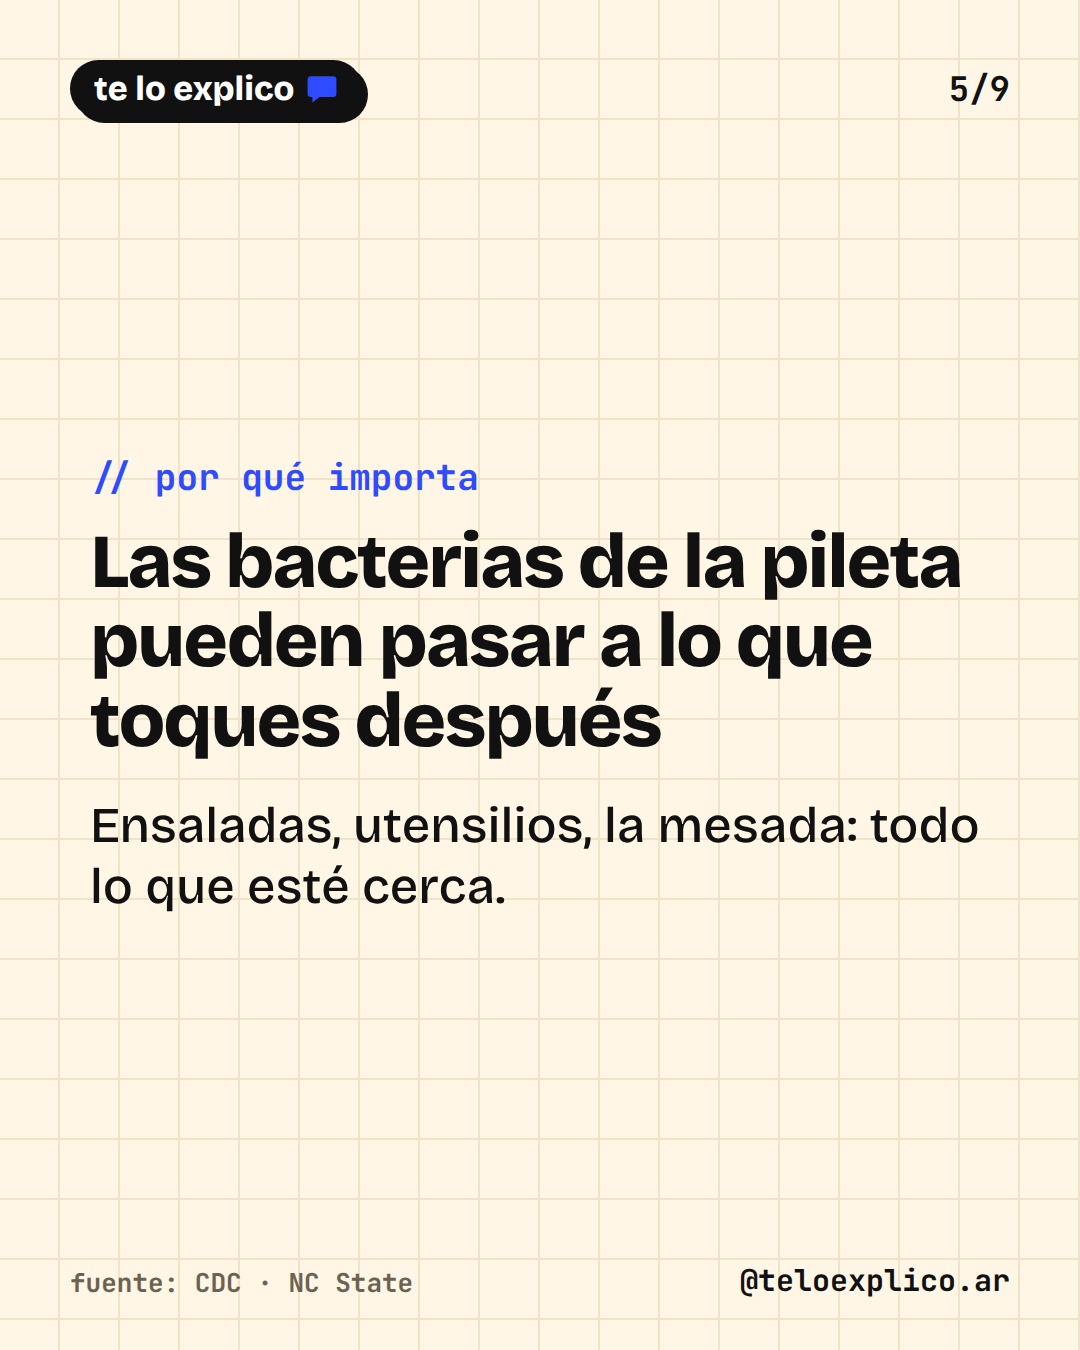 te lo explico
5/9
// por qué importa
Las bacterias de la pileta
pueden pasar a lo que
toques después
Ensaladas, utensilios, la mesada: todo
lo que esté cerca.
fuente: CDC · NC State
@teloexplico.ar